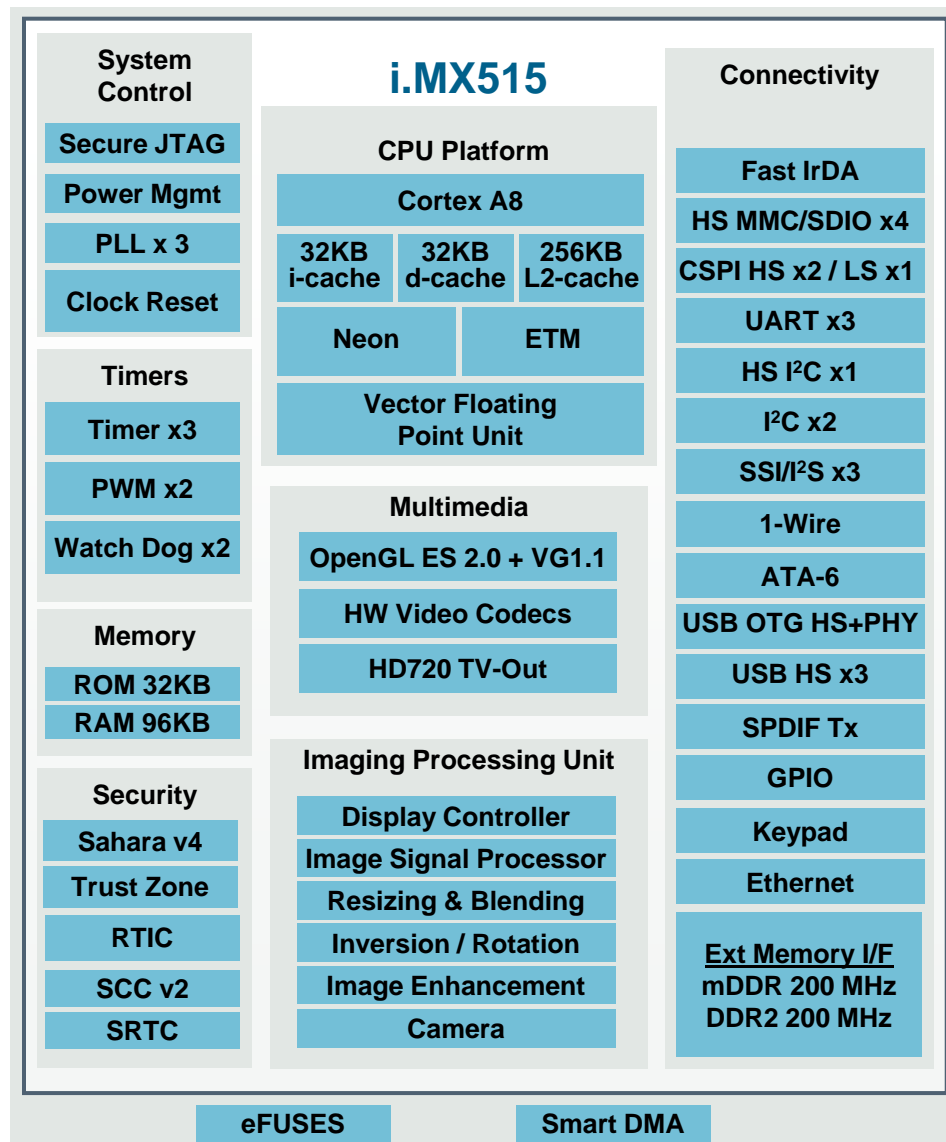 System
Control
Secure JTAG
Power Mgmt
PLL x 3
Clock Reset
Timers
Timer x3
PWM x2
Watch Dog x2
Memory
ROM 32KB
RAM 96KB
Security
Sahara v4
Trust Zone
RTIC
SCC v2
SRTC
i.MX515
CPU Platform
Cortex A8
32KB
i-cache
32KB
d-cache
256KB
L2-cache
Neon
ETM
Vector Floating
Point Unit
Multimedia
OpenGL ES 2.0 + VG1.1
HW Video Codecs
HD720 TV-Out
Imaging Processing Unit
Display Controller
Image Signal Processor
Resizing & Blending
Inversion / Rotation
Image Enhancement
Camera
Connectivity
Fast IrDA
HS MMC/SDIO x4
CSPI HS x2 / LS x1
UART x3
HS I²C x1
I²C x2
SSI/I²S x3
1-Wire
ATA-6
USB OTG HS+PHY
USB HS x3
SPDIF Tx
GPIO
Keypad
Ethernet
Ext Memory I/F
mDDR 200 MHz
DDR2 200 MHz
eFUSES
Smart DMA